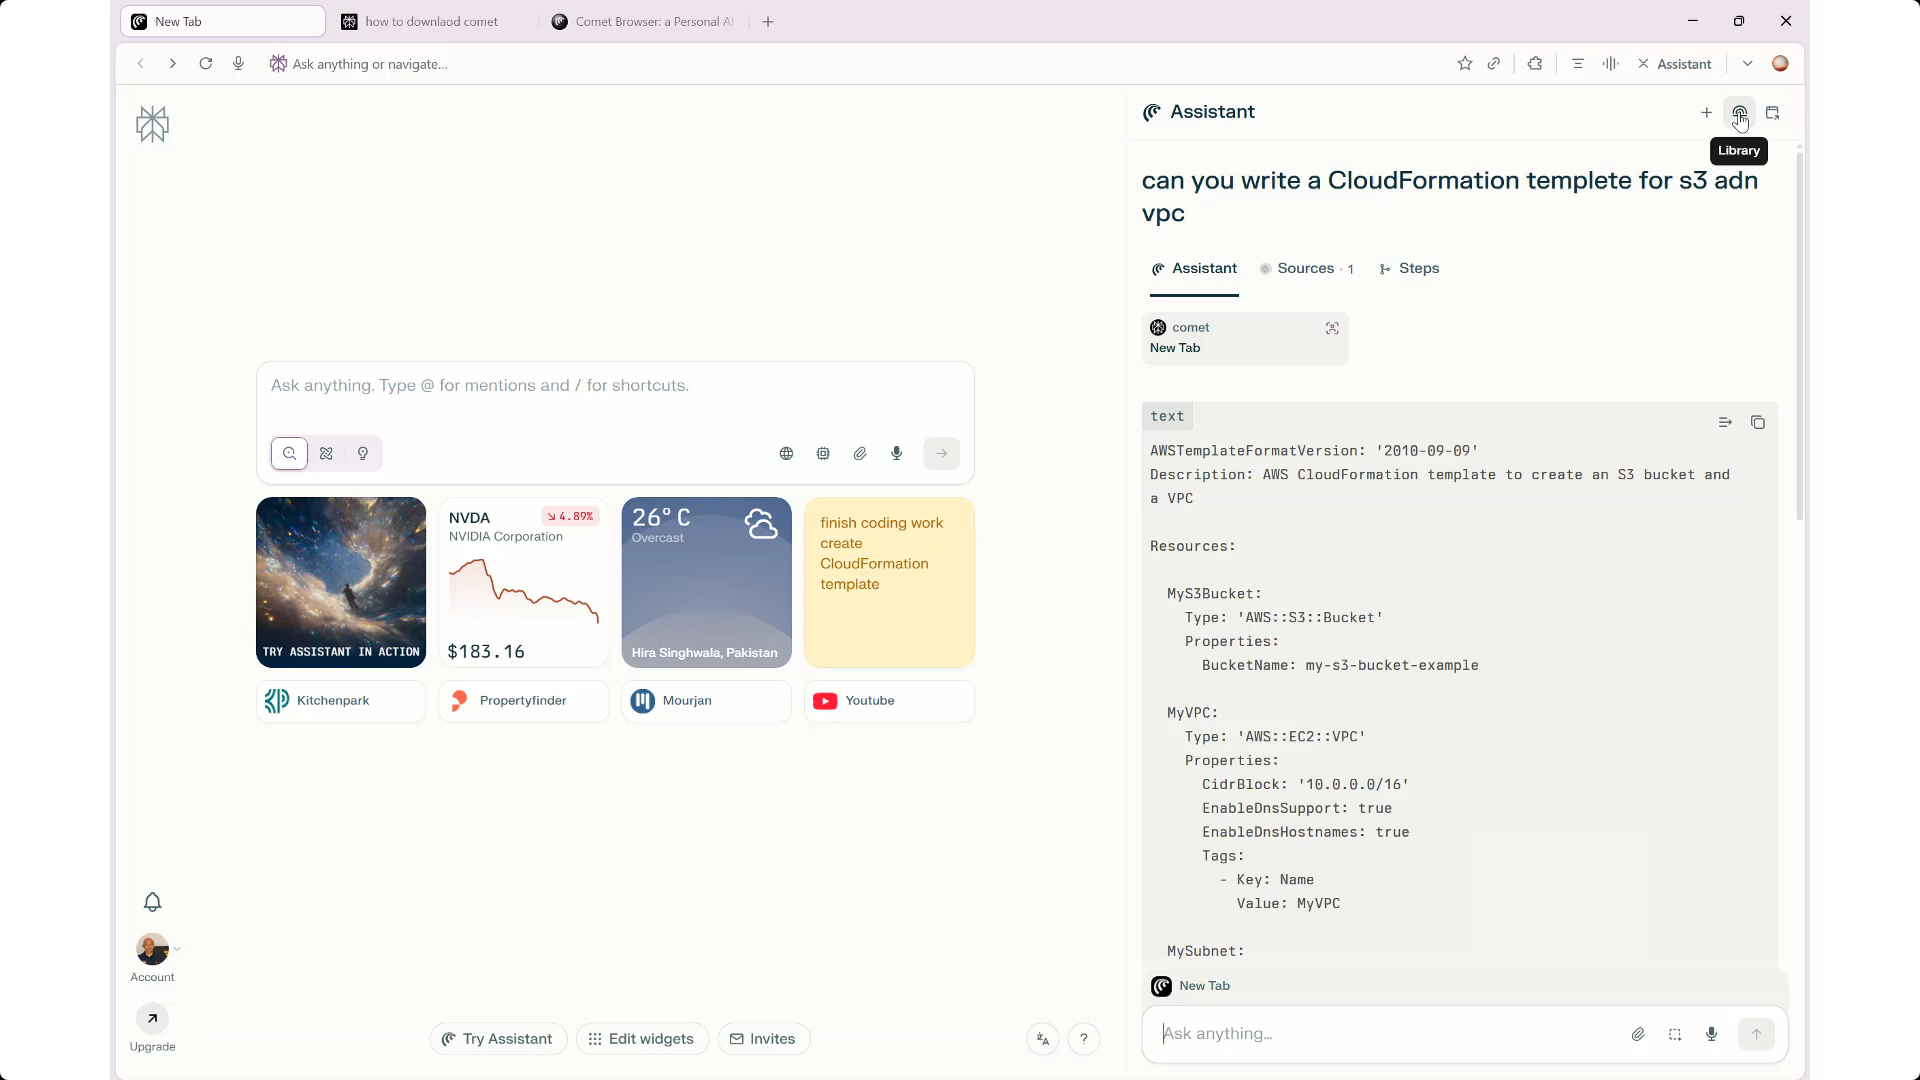 New Tab
how to downlaod comet
Comet Browser: a Personal AI
Ask anything or navigate...
Assistant
Assistant
Library
can you write a CloudFormation templete for s3 adn
vpc
Assistant
Sources · 1
Steps
comet
New Tab
text
AWSTemplateFormatVersion: '2010-09-09'
Description: AWS CloudFormation template to create an S3 bucket and
a VPC
Resources:
MyS3Bucket:
Type: 'AWS::S3::Bucket'
Properties:
BucketName: my-s3-bucket-example
MyVPC:
Type: 'AWS::EC2::VPC'
Properties:
CidrBlock: '10.0.0.0/16'
EnableDnsSupport: true
EnableDnsHostnames: true
Tags:
- Key: Name
Value: MyVPC
MySubnet:
New Tab
Ask anything...
Ask anything. Type @ for mentions and / for shortcuts.
TRY ASSISTANT IN ACTION
NVDA
4.89%
NVIDIA Corporation
$183.16
26° C
Overcast
Hira Singhwala, Pakistan
finish coding work
create
CloudFormation
template
Kitchenpark
Propertyfinder
Mourjan
Youtube
Account
Upgrade
Try Assistant
Edit widgets
Invites
?